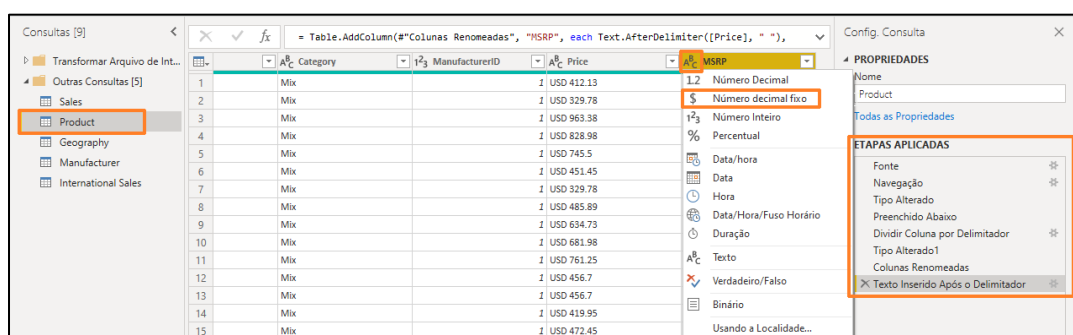 Consultas [9]
Transformar Arquivo de Int...
Outras Consultas [5]
Sales
Product
Geography
Manufacturer
International Sales
fx = Table.AddColumn(#"Colunas Renomeadas", "MSRP", each Text.AfterDelimiter([Price], " "),
ABC Category 123 ManufacturerID ABC Price ABC MSRP
1 Mix 1 USD 412.13
2 Mix 1 USD 329.78
3 Mix 1 USD 963.38
4 Mix 1 USD 828.98
5 Mix 1 USD 745.5
6 Mix 1 USD 451.45
7 Mix 1 USD 329.78
8 Mix 1 USD 485.89
9 Mix 1 USD 634.73
10 Mix 1 USD 681.98
11 Mix 1 USD 761.25
12 Mix 1 USD 456.7
13 Mix 1 USD 456.7
14 Mix 1 USD 419.95
15 Mix 1 USD 472.45
1.2 Número Decimal
$ Número decimal fixo
123 Número Inteiro
% Percentual
Data/hora
Data
Hora
Data/Hora/Fuso Horário
Duração
ABC Texto
Verdadeiro/Falso
Binário
Usando a Localidade...
Config. Consulta
PROPRIEDADES
Nome
Product
Todas as Propriedades
ETAPAS APLICADAS
Fonte
Navegação
Tipo Alterado
Preenchido Abaixo
Dividir Coluna por Delimitador
Tipo Alterado1
Colunas Renomeadas
Texto Inserido Após o Delimitador